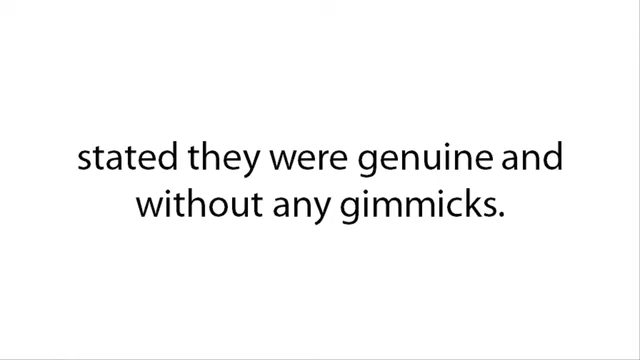 stated they were genuine and
without any gimmicks.